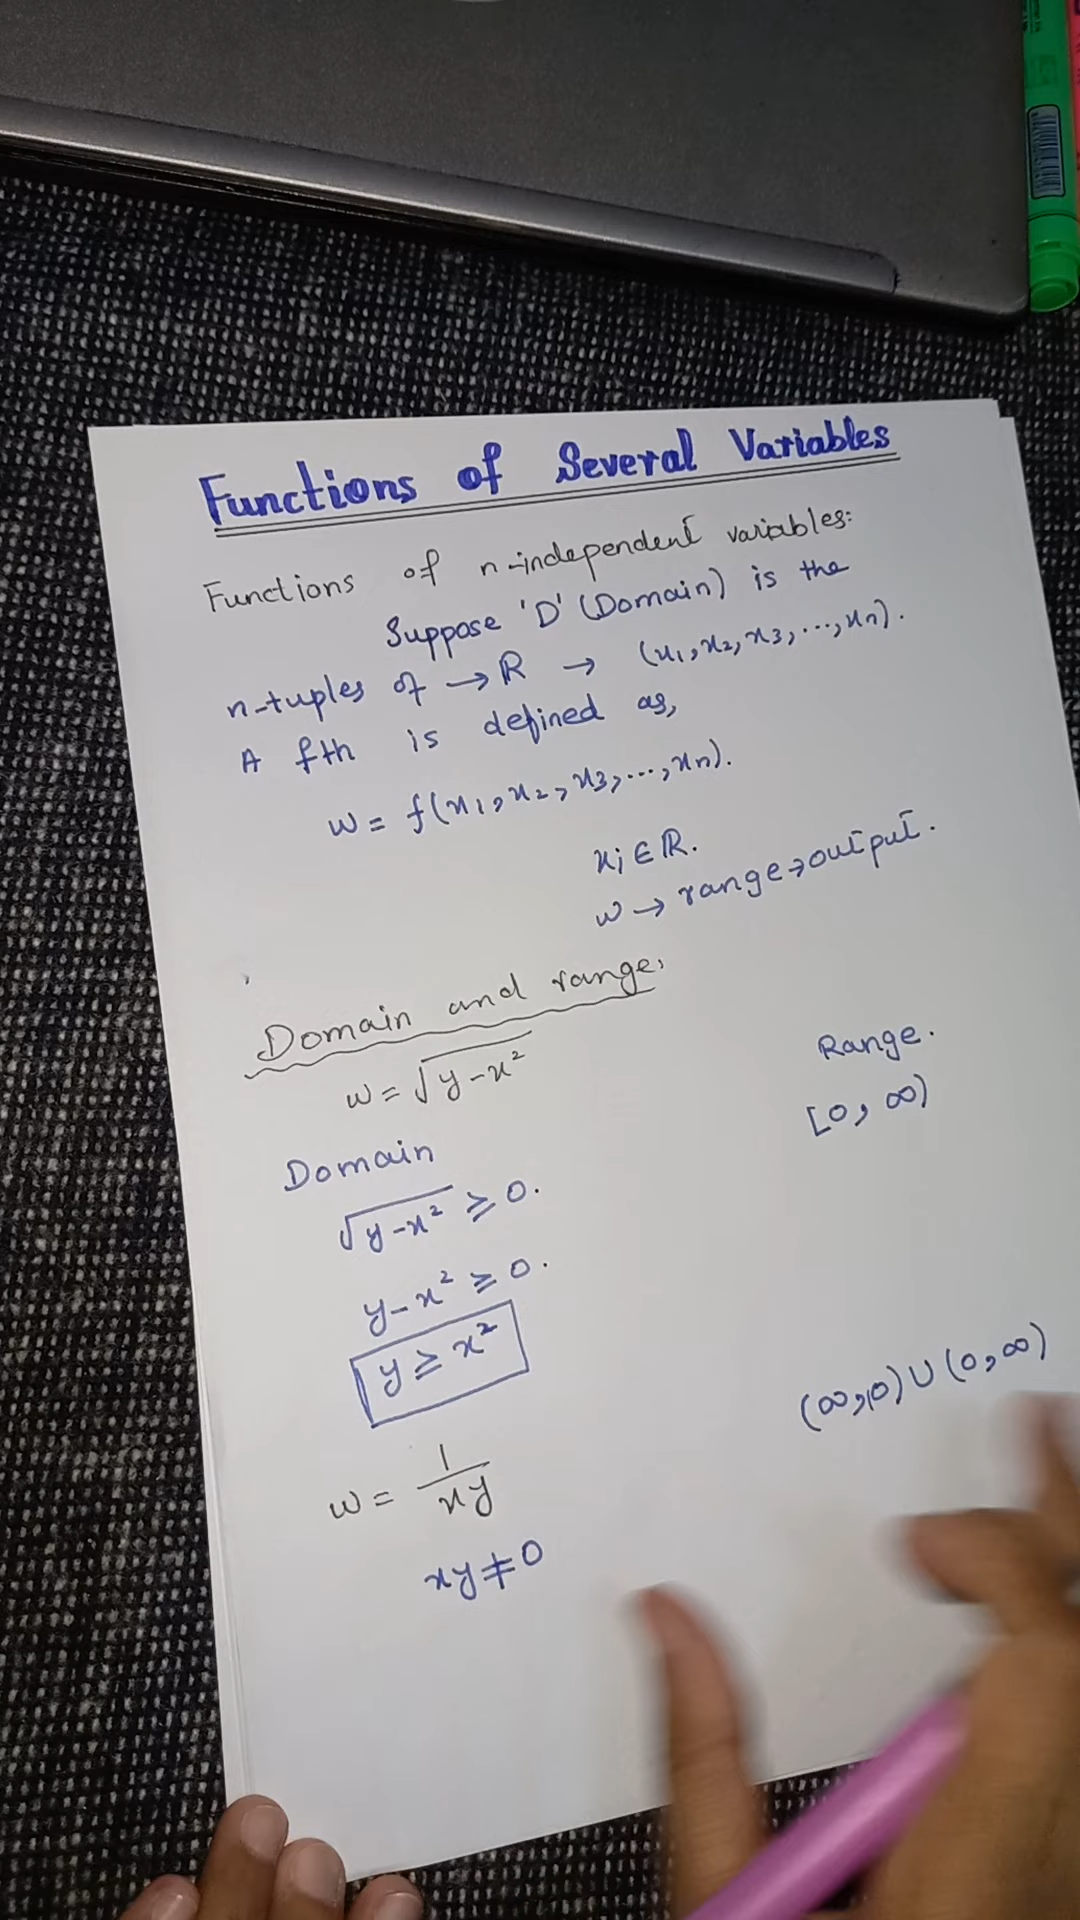 Functions of Several Variables
Functions of n-independent variables:
Suppose 'D' (Domain) is the
n-tuples of → ℝ → (x₁, x₂, x₃, ..., xₙ).
A fth is defined as,
w = f(x₁, x₂, x₃, ..., xₙ).
xᵢ ∈ ℝ.
w → range → output.
Domain and range.
w = √(y-x²)
Range.
[0, ∞)
Domain
√(y-x²) ≥ 0.
y-x² ≥ 0.
y ≥ x²
(∞,0) ∪ (0,∞)
w = 1/xy
xy ≠ 0